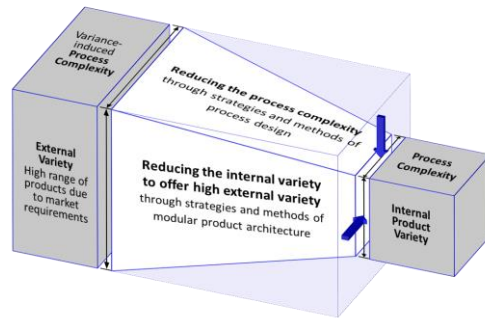 Variance-
induced
Process
Complexity
External
Variety
High range of
products due
to market
requirements
Reducing the process complexity
through strategies and methods of
process design
Reducing the internal variety
to offer high external variety
through strategies and methods of
modular product architecture
Process
Complexity
Internal
Product
Variety